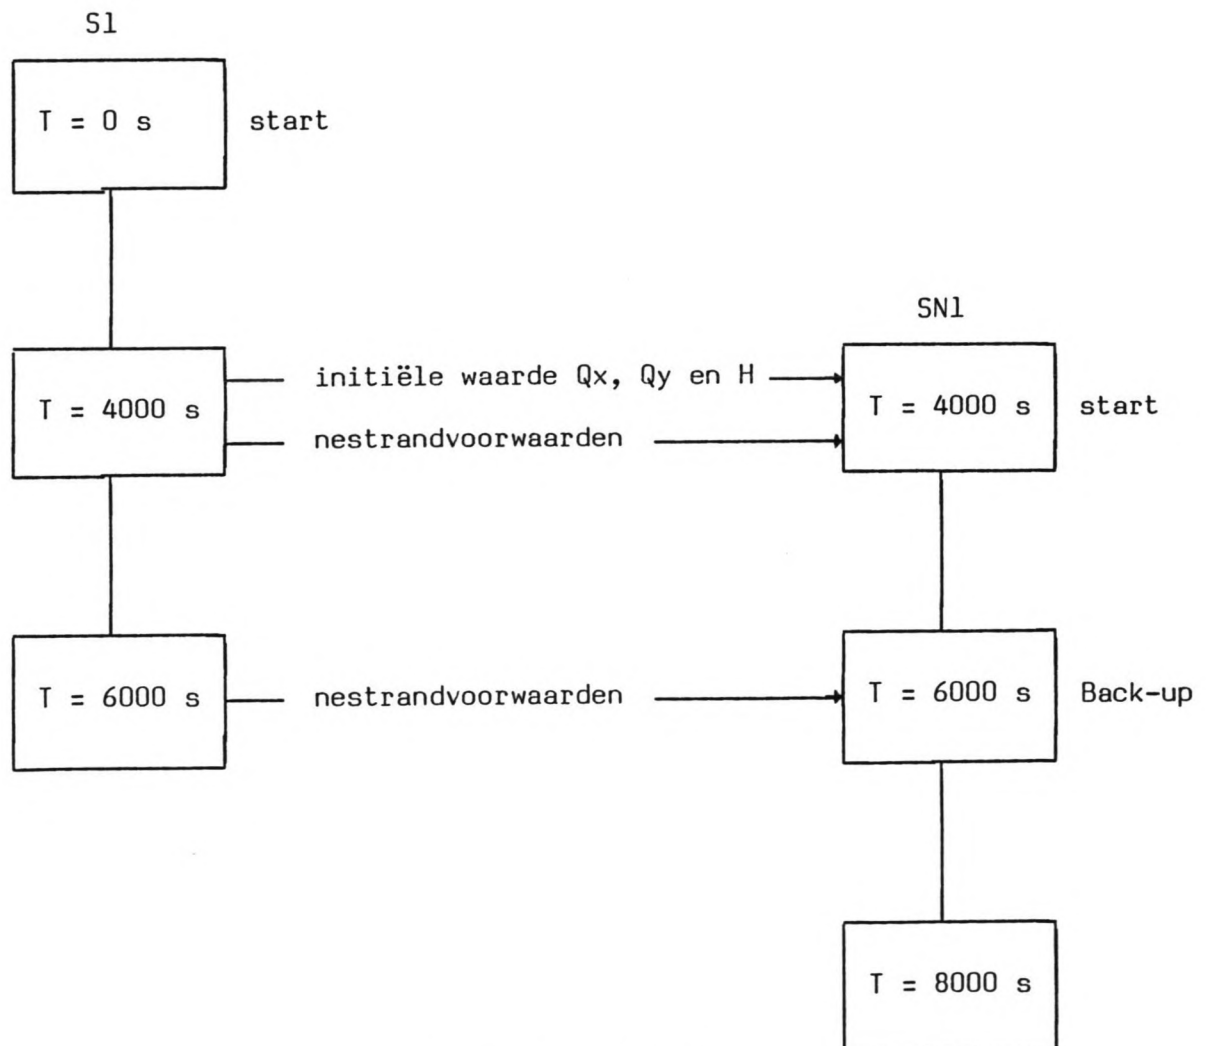 S1
T = 0 s start
SN1
initiële waarde Qx, Qy en H
T = 4000 s
T = 4000 s start
nestrandvoorwaarden
T = 6000 s
nestrandvoorwaarden
T = 6000 s Back-up
T = 8000 s